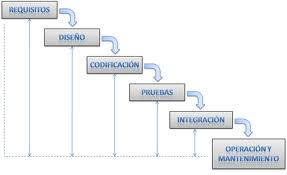 REQUISITOS
DISEÑO
CODIFICACIÓN
PRUEBAS
INTEGRACIÓN
OPERACIÓN Y
MANTENIMIENTO